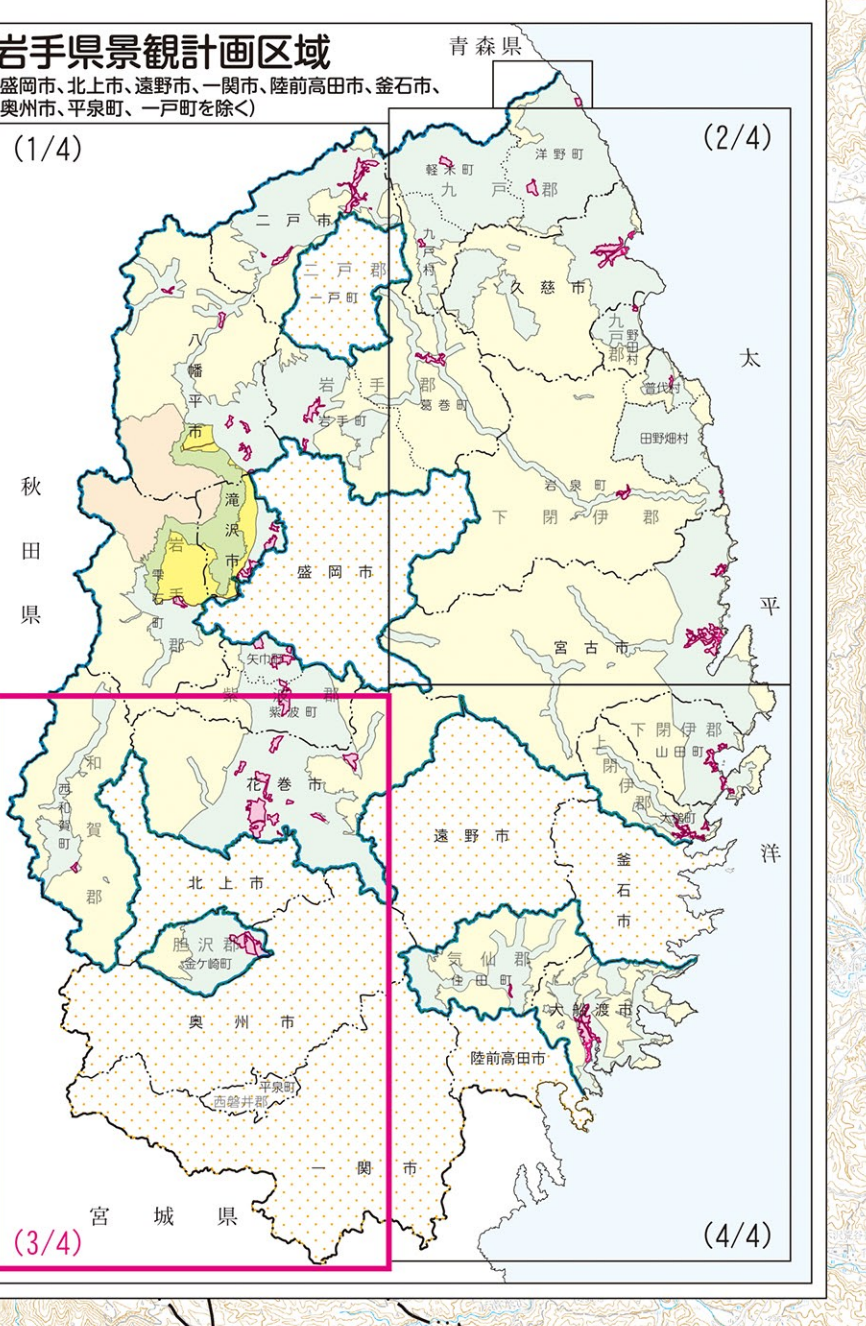 岩手県景観計画区域
盛岡市、北上市、遠野市、一関市、陸前高田市、釜石市、
奥州市、平泉町、一戸町を除く)
青森県
(1/4)
(2/4)
洋野町
軽米町
九戸郡
二戸市
九戸村
二戸郡
一戸町
久慈市
八幡平市
九戸郡
野田村
太平洋
普代村
岩手郡
葛巻町
岩手町
田野畑村
秋田県
滝沢市
岩泉町
下閉伊郡
岩手郡
雫石町
盛岡市
宮古市
矢巾町
紫波郡
紫波町
下閉伊郡
山田町
上閉伊郡
大槌町
和賀郡
西和賀町
花巻市
遠野市
釜石市
北上市
胆沢郡
金ケ崎町
気仙郡
住田町
大船渡市
奥州市
陸前高田市
平泉町
西磐井郡
一関市
宮城県
(3/4)
(4/4)